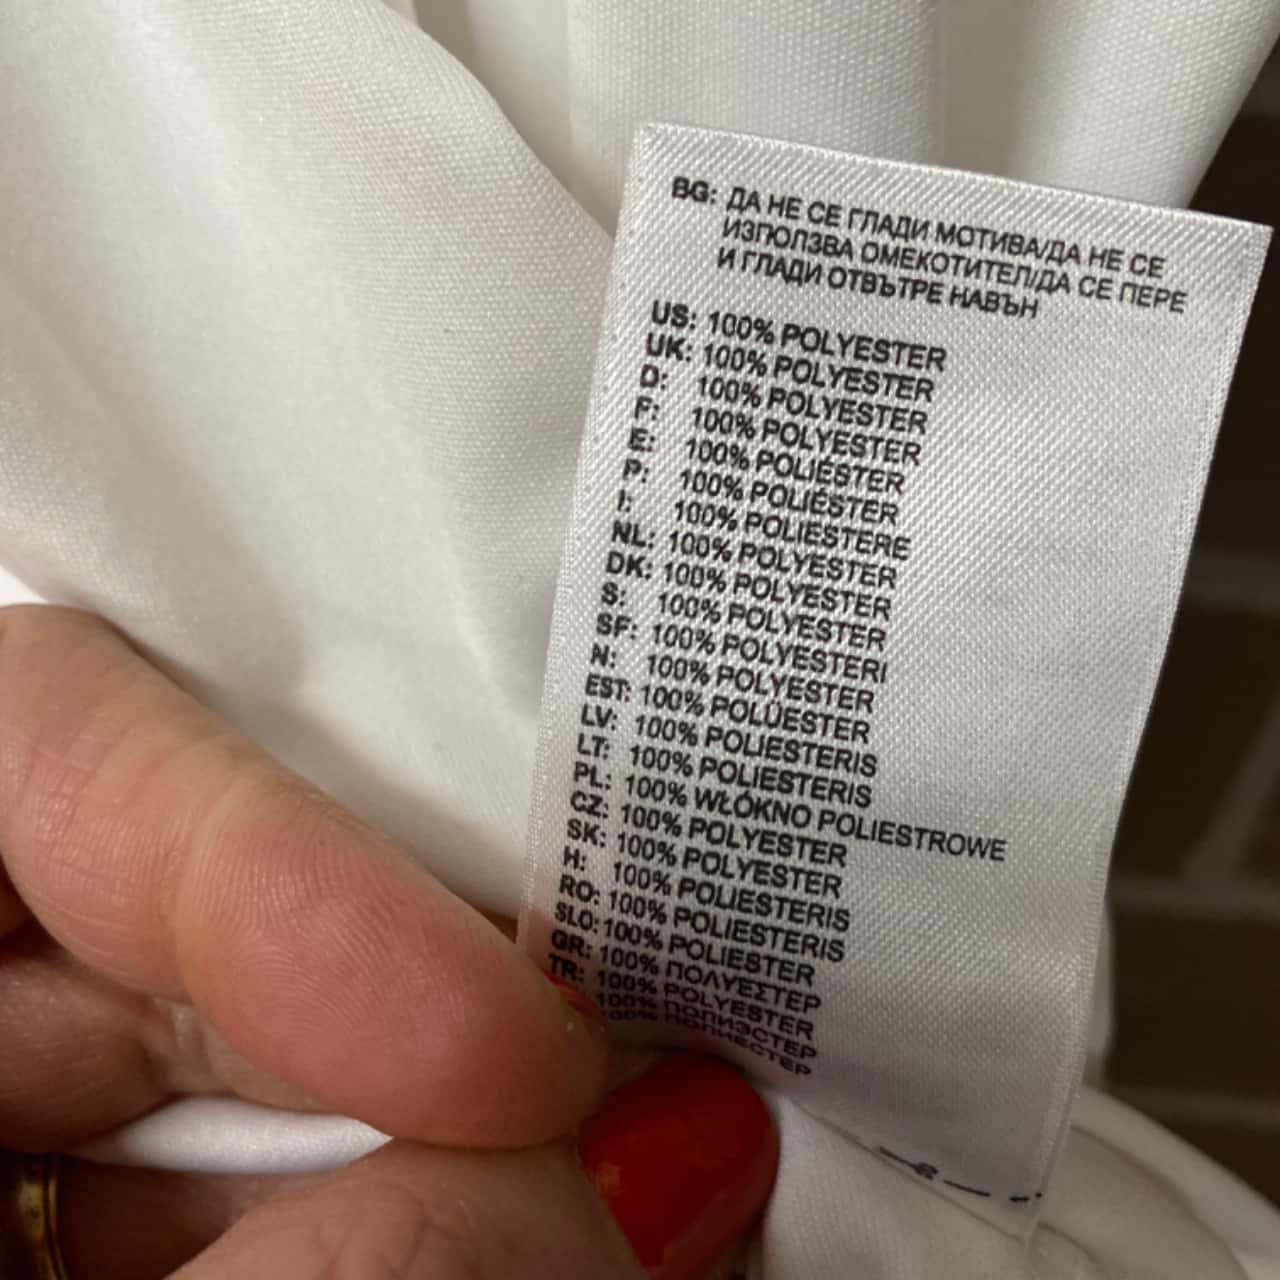 BG: ДА НЕ СЕ ГЛАДИ МОТИВА/ДА НЕ СЕ
ИЗПОЛЗВА ОМЕКОТИТЕЛ/ДА СЕ ПЕРЕ
И ГЛАДИ ОТВЪТРЕ НАВЪН
US: 100% POLYESTER
UK: 100% POLYESTER
D: 100% POLYESTER
F: 100% POLYESTER
E: 100% POLIÉSTER
P: 100% POLIÉSTER
I: 100% POLIESTERE
NL: 100% POLYESTER
DK: 100% POLYESTER
S: 100% POLYESTER
SF: 100% POLYESTERI
N: 100% POLYESTER
EST: 100% POLÜESTER
LV: 100% POLIESTERIS
LT: 100% POLIESTERIS
PL: 100% WŁÓKNO POLIESTROWE
CZ: 100% POLYESTER
SK: 100% POLYESTER
H: 100% POLIESTERIS
RO: 100% POLIESTERIS
SLO: 100% POLIESTER
GR: 100% ΠΟΛΥΕΣΤΕΡ
TR: 100% POLYESTER
100% ПОЛИЭСТЕР
100% ПОЛИЕСТЕР